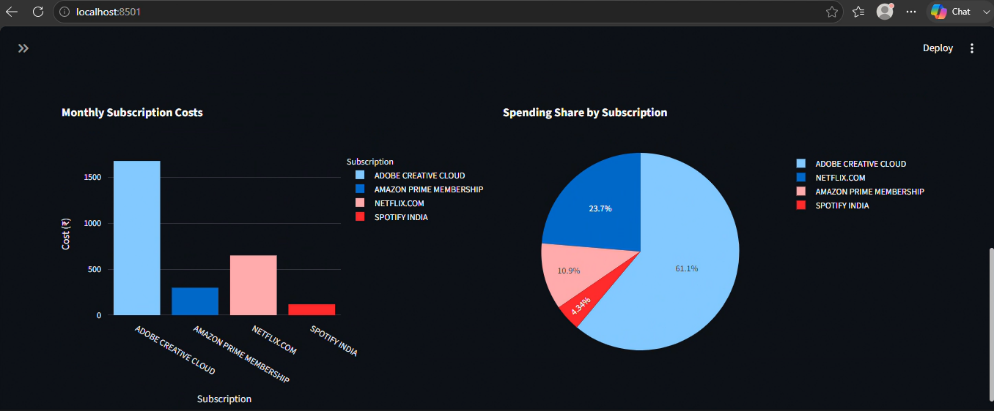 localhost:8501
Chat
Deploy
Monthly Subscription Costs
Cost (₹)
1500
1000
500
0
ADOBE CREATIVE CLOUD
AMAZON PRIME MEMBERSHIP
NETFLIX.COM
SPOTIFY INDIA
Subscription
Subscription
ADOBE CREATIVE CLOUD
AMAZON PRIME MEMBERSHIP
NETFLIX.COM
SPOTIFY INDIA
Spending Share by Subscription
23.7%
10.9%
4.34%
61.1%
ADOBE CREATIVE CLOUD
NETFLIX.COM
AMAZON PRIME MEMBERSHIP
SPOTIFY INDIA